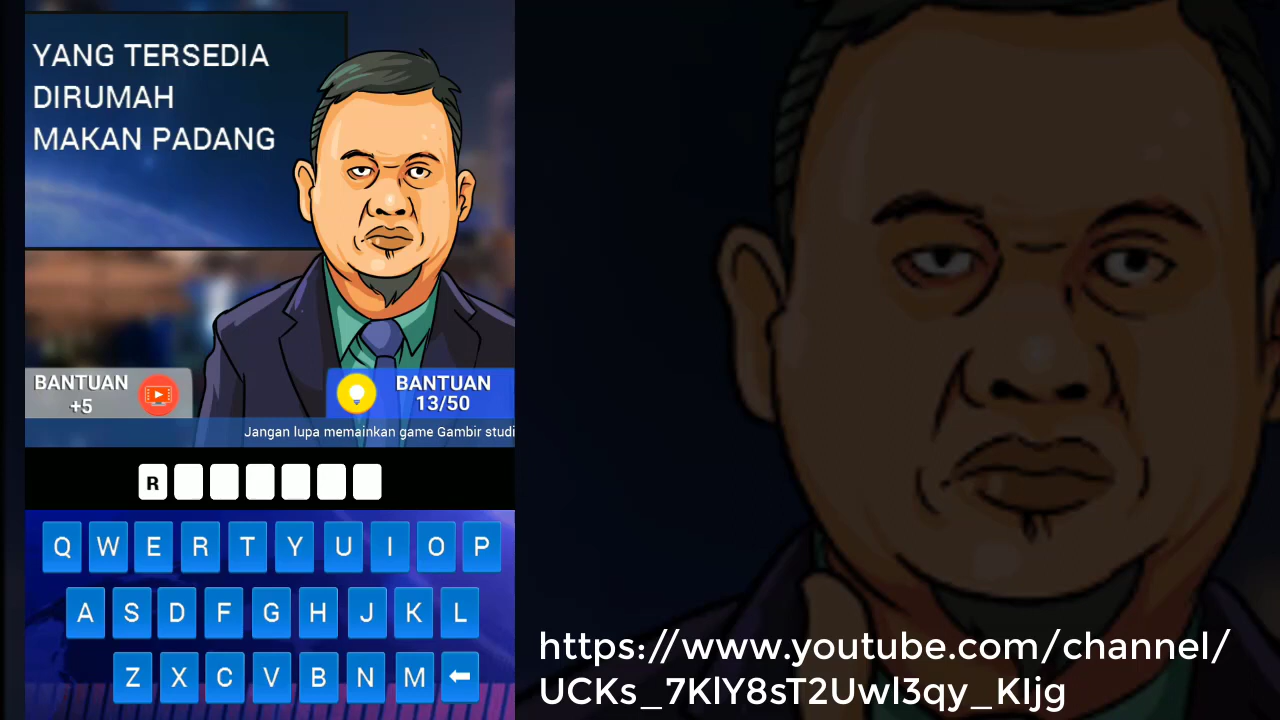 YANG TERSEDIA
DIRUMAH
MAKAN PADANG
BANTUAN
+5
BANTUAN
13/50
Jangan lupa memainkan game Gambir studi
R
Q W E R T Y U I O P
A S D F G H J K L
Z X C V B N M
https://www.youtube.com/channel/
UCKs_7KlY8sT2Uwl3qy_KIjg